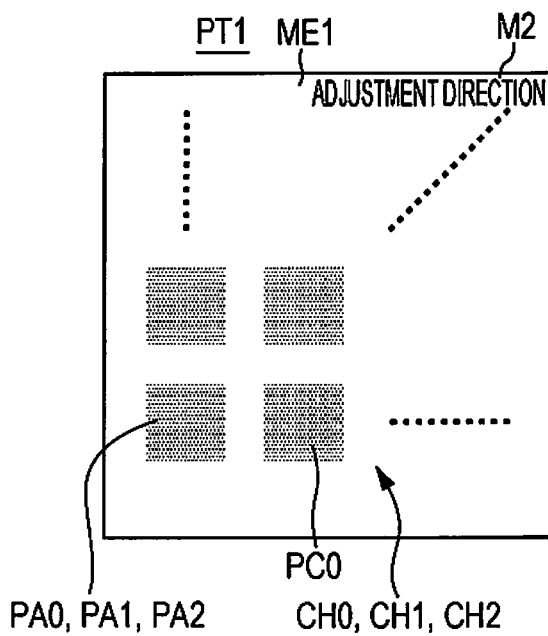 PT1
ME1
M2
ADJUSTMENT DIRECTION
PC0
PA0, PA1, PA2
CH0, CH1, CH2